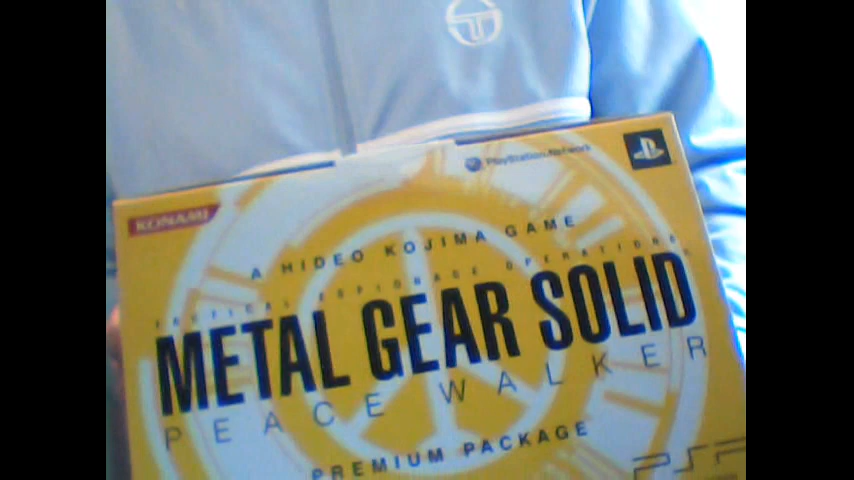 PlayStation Network
KONAMI
A HIDEO KOJIMA GAME
TACTICAL ESPIONAGE OPERATIONS
METAL GEAR SOLID
PEACE WALKER
PREMIUM PACKAGE
PSP